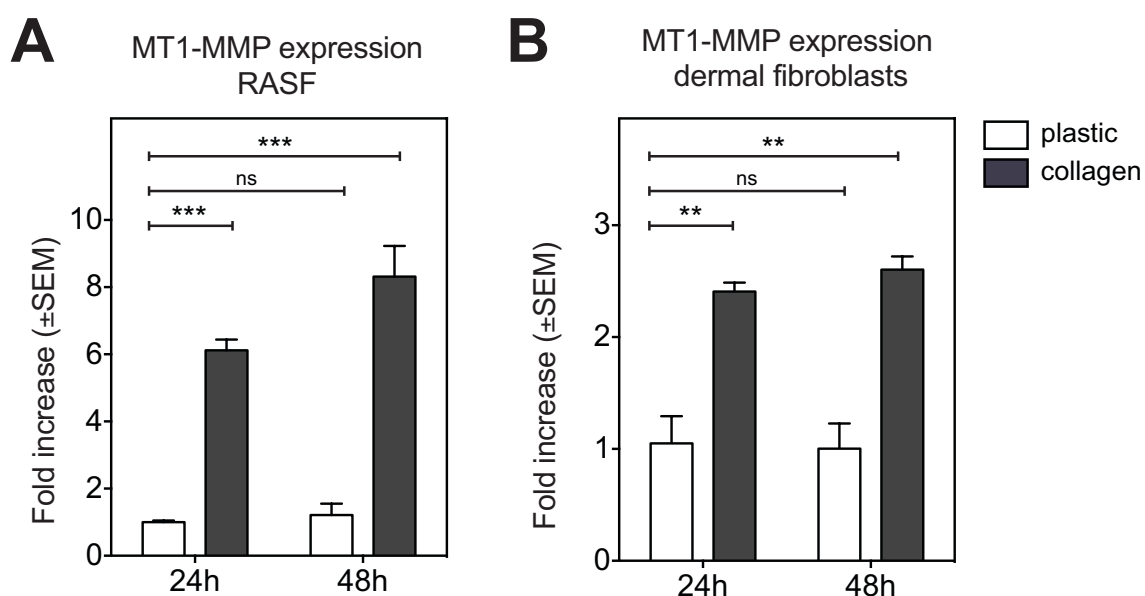 A
MT1-MMP expression
RASF
Fold increase (±SEM)
10
8
6
4
2
0
***
ns
***
24h
48h
B
MT1-MMP expression
dermal fibroblasts
Fold increase (±SEM)
3
2
1
0
**
ns
**
24h
48h
plastic
collagen